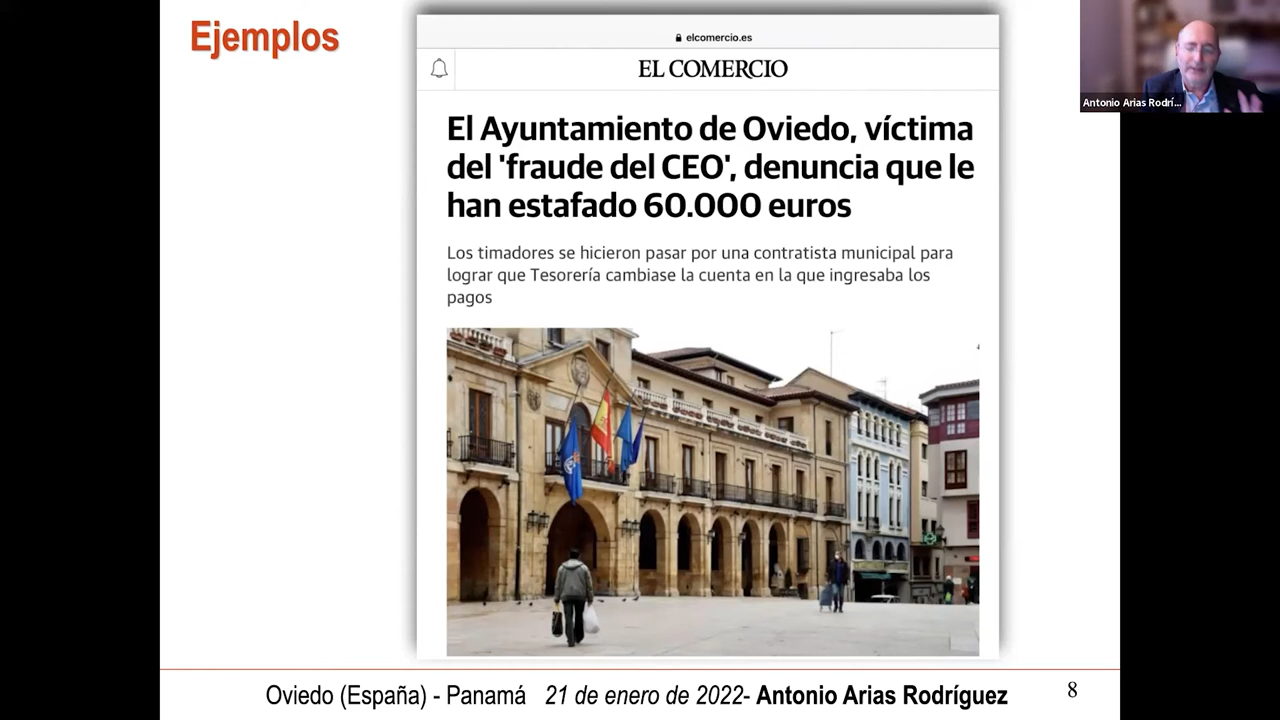 Ejemplos
elcomercio.es
EL COMERCIO
El Ayuntamiento de Oviedo, víctima
del 'fraude del CEO', denuncia que le
han estafado 60.000 euros
Los timadores se hicieron pasar por una contratista municipal para
lograr que Tesorería cambiase la cuenta en la que ingresaba los
pagos
Antonio Arias Rodrí...
Oviedo (España) - Panamá 21 de enero de 2022- Antonio Arias Rodríguez
8